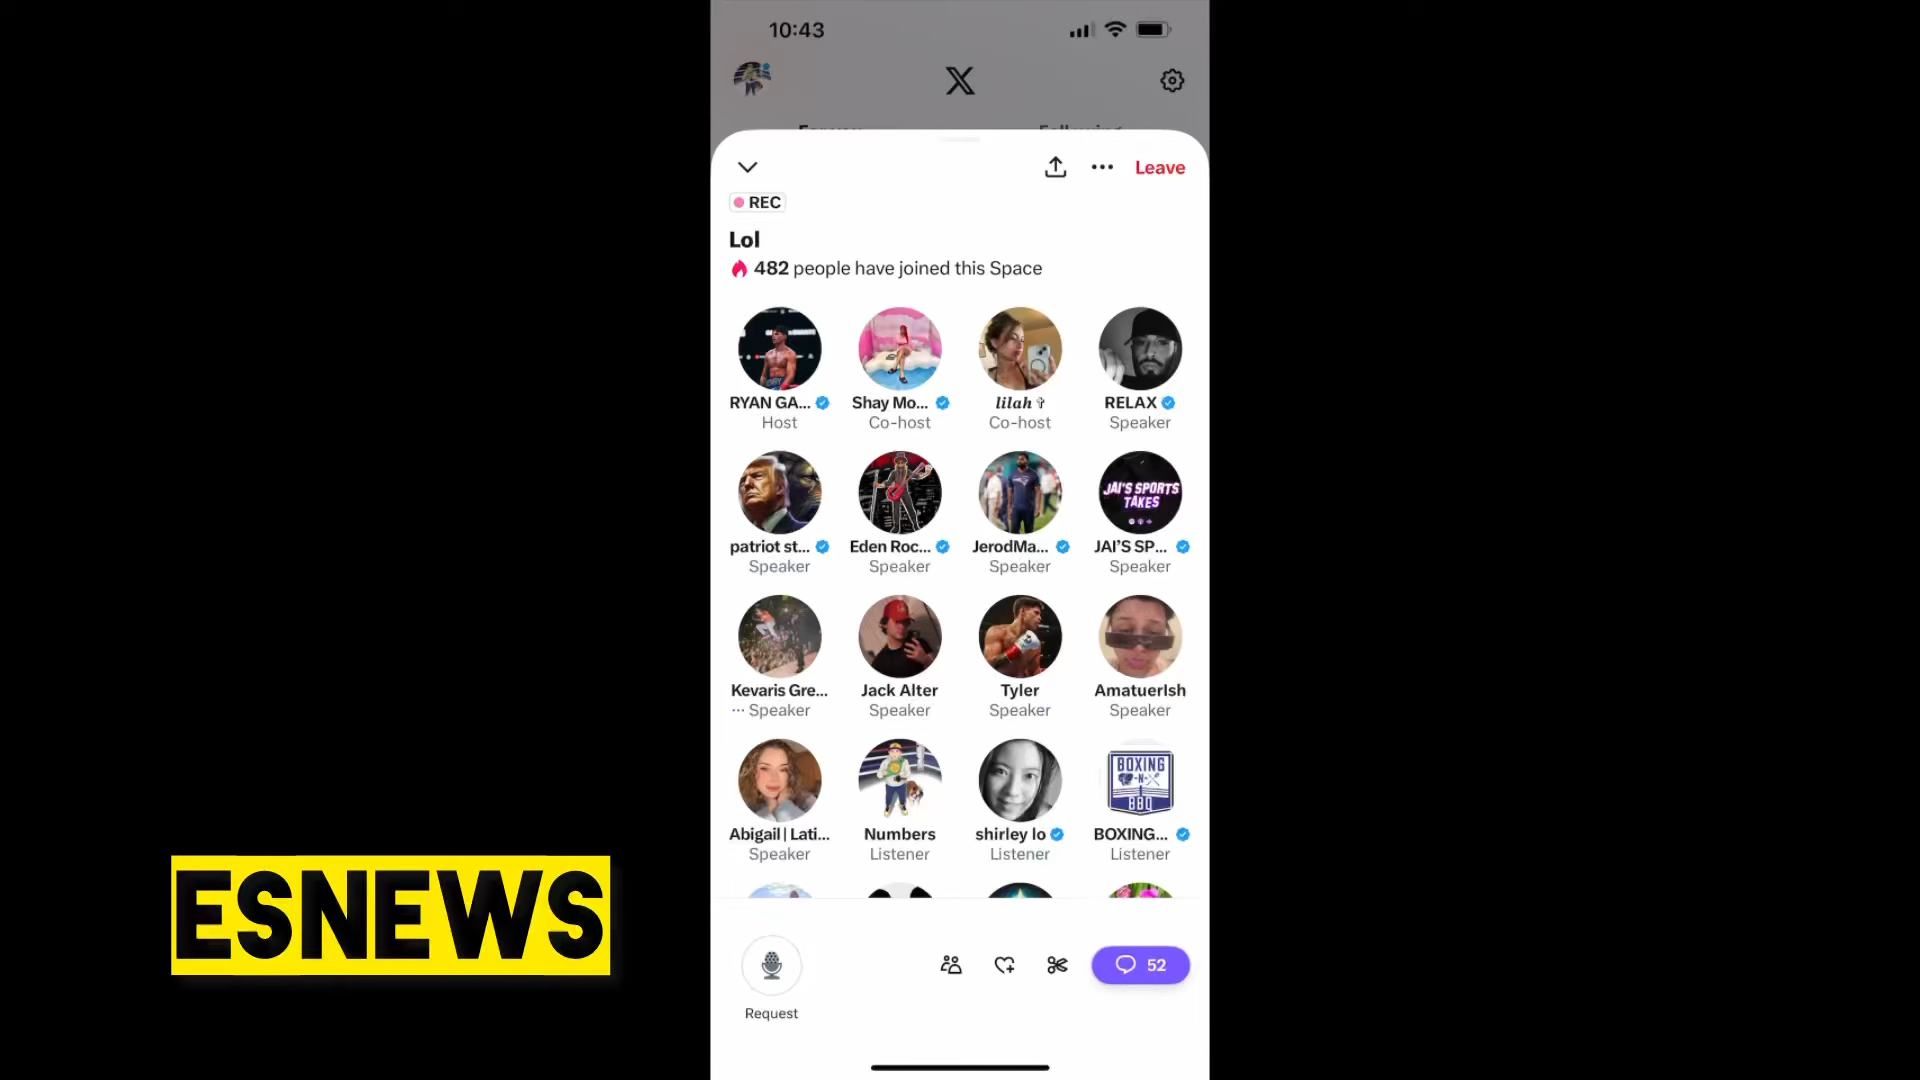 10:43
X
For you Following
Leave
REC
Lol
482 people have joined this Space
RYAN GA...
Host
Shay Mo...
Co-host
lilah ✞
Co-host
RELAX
Speaker
patriot st...
Speaker
Eden Roc...
Speaker
JerodMa...
Speaker
JAI'S SPORTS
TAKES
JAI'S SP...
Speaker
Kevaris Gre...
... Speaker
Jack Alter
Speaker
Tyler
Speaker
AmatuerIsh
Speaker
Abigail | Lati...
Speaker
Numbers
Listener
shirley lo
Listener
BOXING
-N-
BBQ
BOXING...
Listener
ESNEWS
52
Request